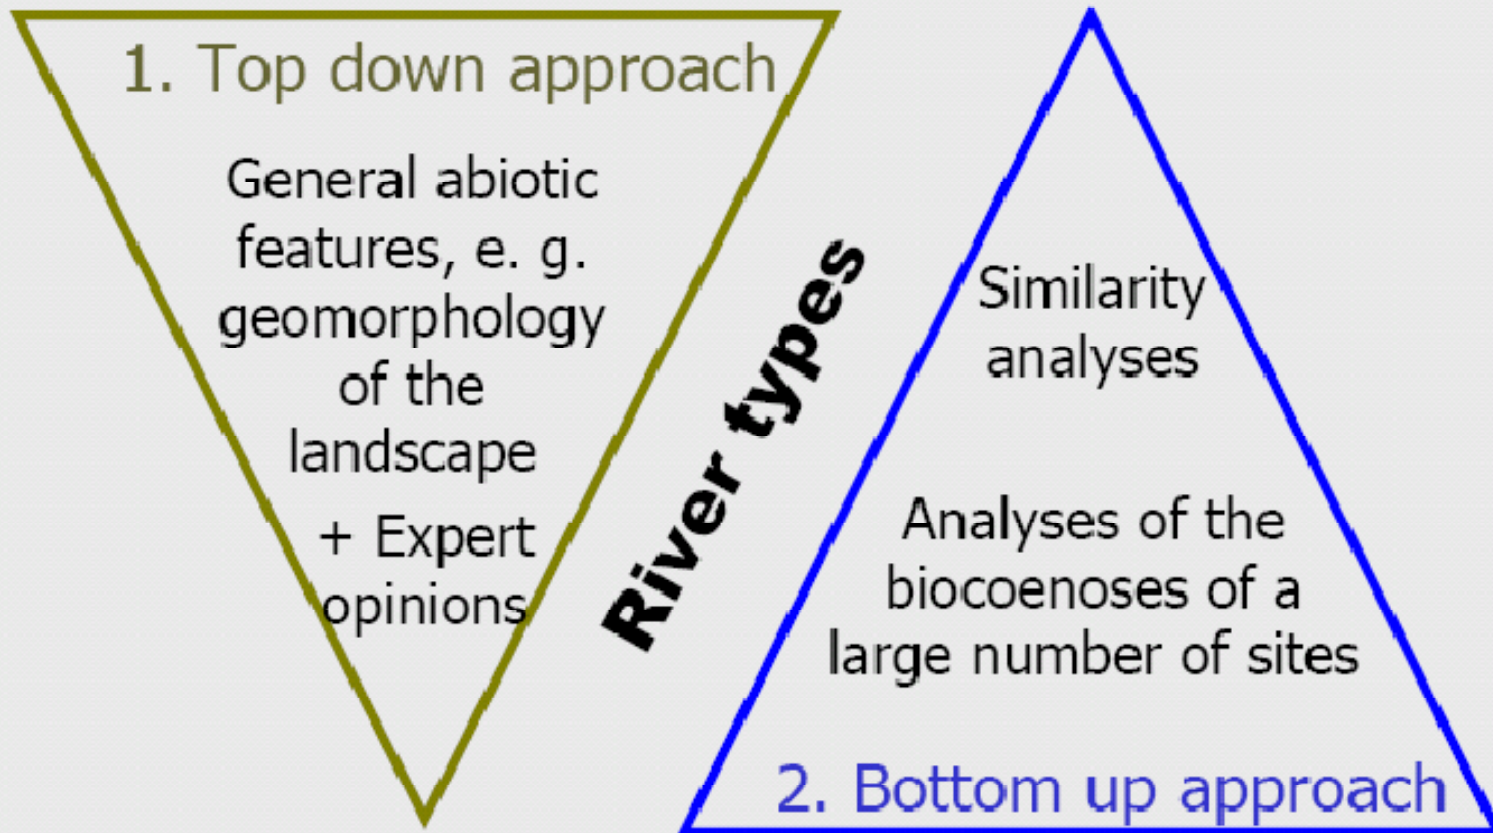 1. Top down approach
General abiotic
features, e. g.
geomorphology
of the
landscape
+ Expert
opinions
River types
Similarity
analyses
Analyses of the
biocoenoses of a
large number of sites
2. Bottom up approach